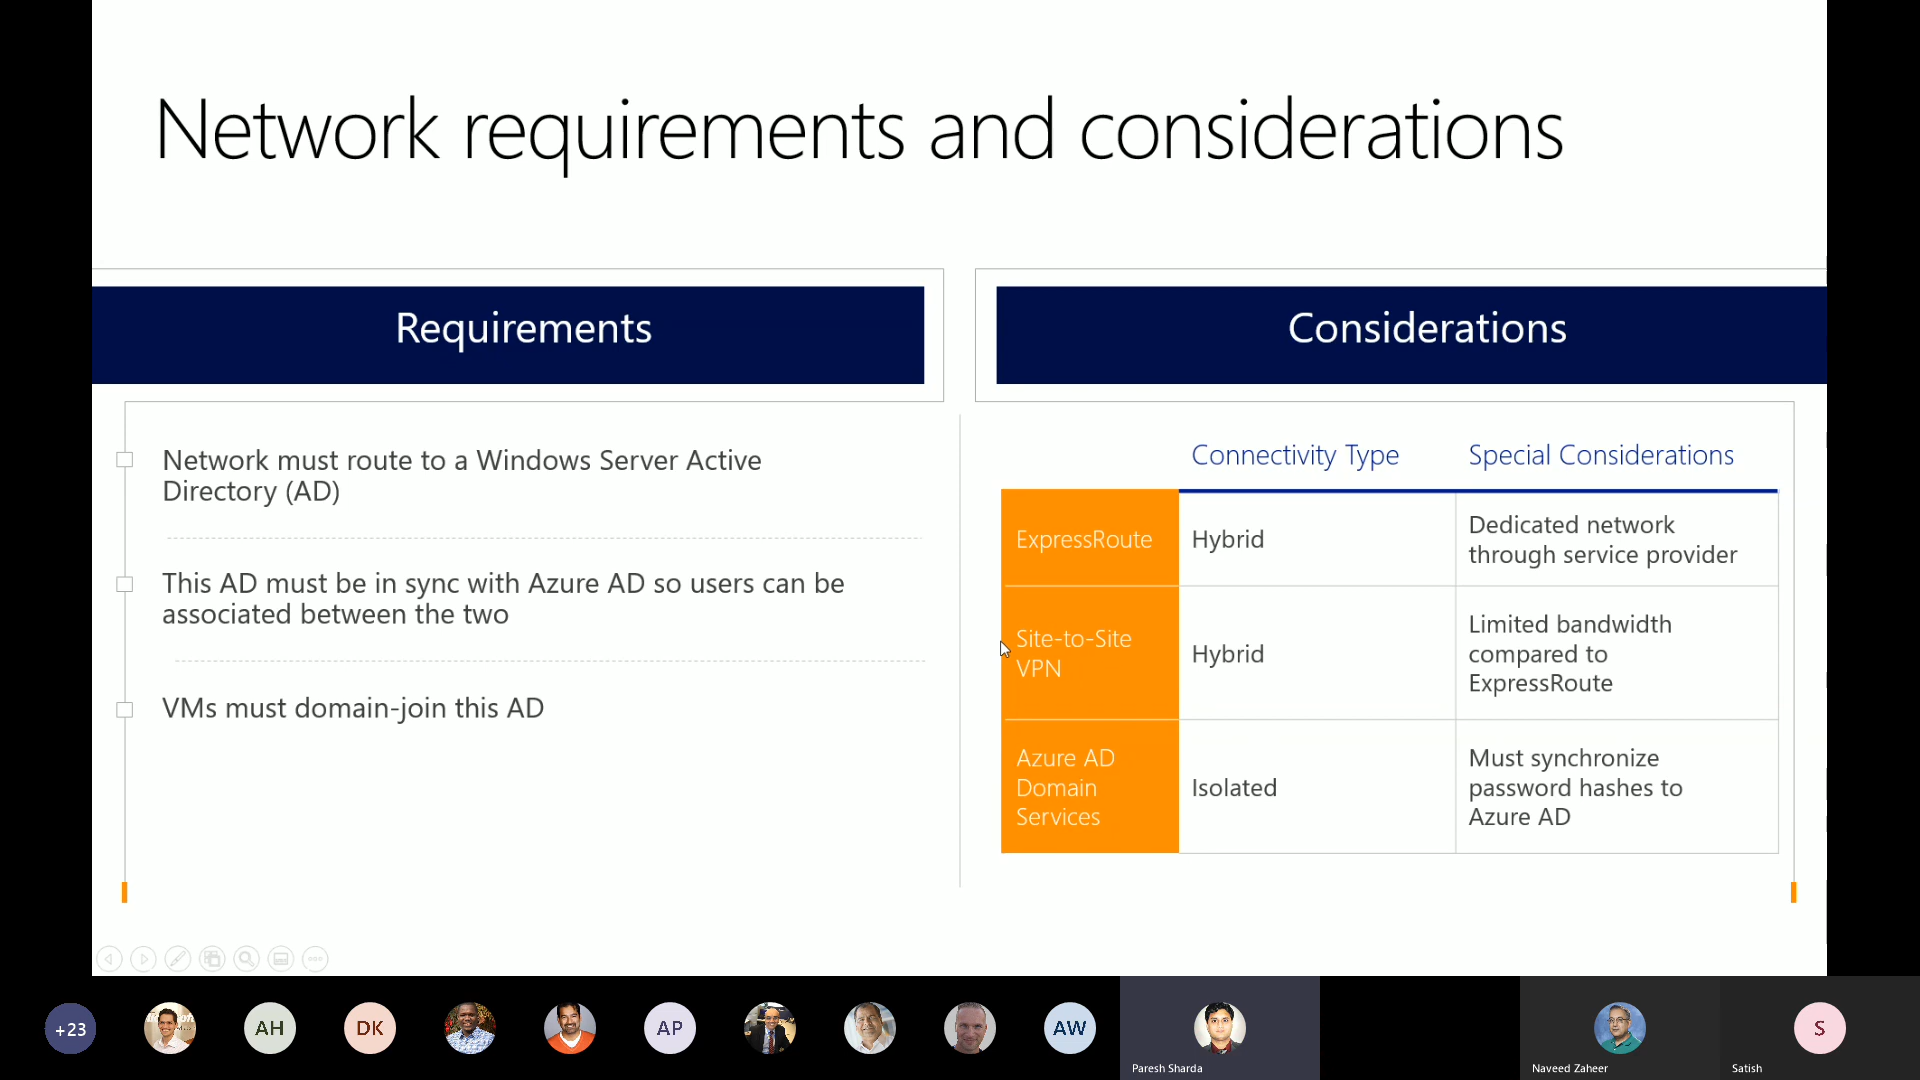 Network requirements and considerations
Requirements
Network must route to a Windows Server Active
Directory (AD)
This AD must be in sync with Azure AD so users can be
associated between the two
VMs must domain-join this AD
Considerations
Connectivity Type
Special Considerations
ExpressRoute
Hybrid
Dedicated network
through service provider
Site-to-Site
VPN
Hybrid
Limited bandwidth
compared to
ExpressRoute
Azure AD
Domain
Services
Isolated
Must synchronize
password hashes to
Azure AD
+23
AH
DK
AP
AW
Paresh Sharda
Naveed Zaheer
S
Satish